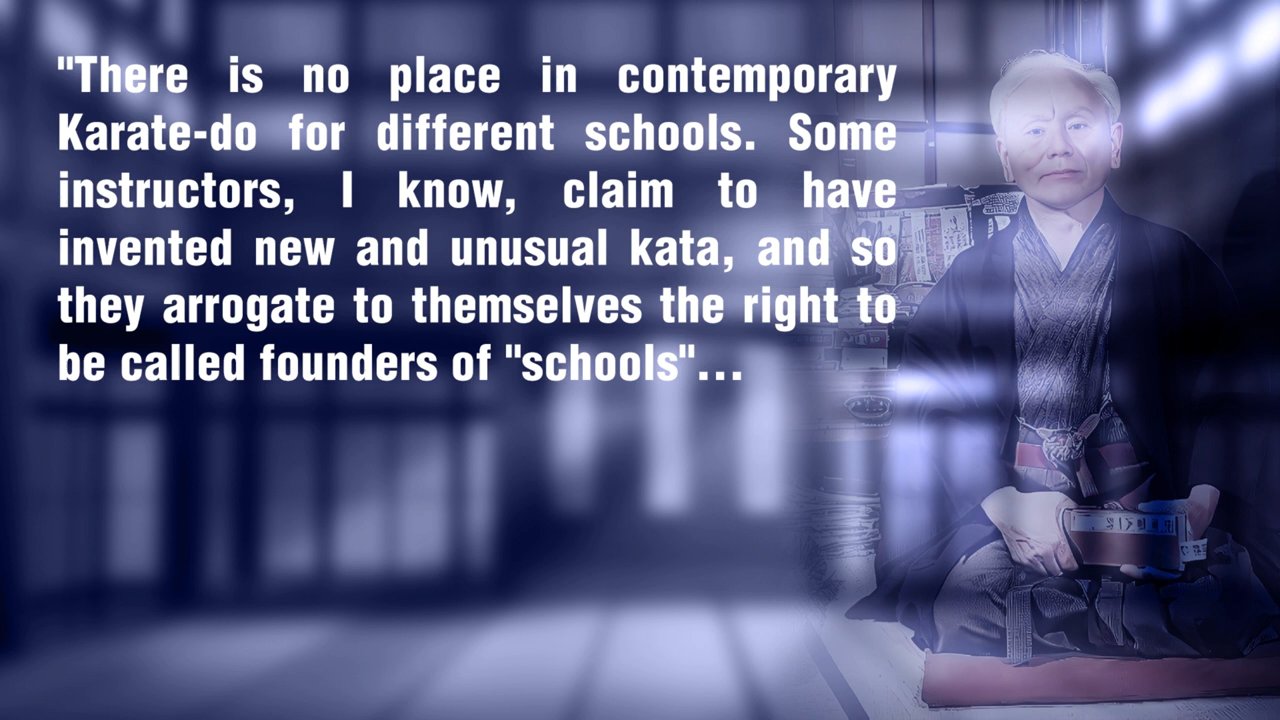 "There is no place in contemporary
Karate-do for different schools. Some
instructors, I know, claim to have
invented new and unusual kata, and so
they arrogate to themselves the right to
be called founders of "schools"...